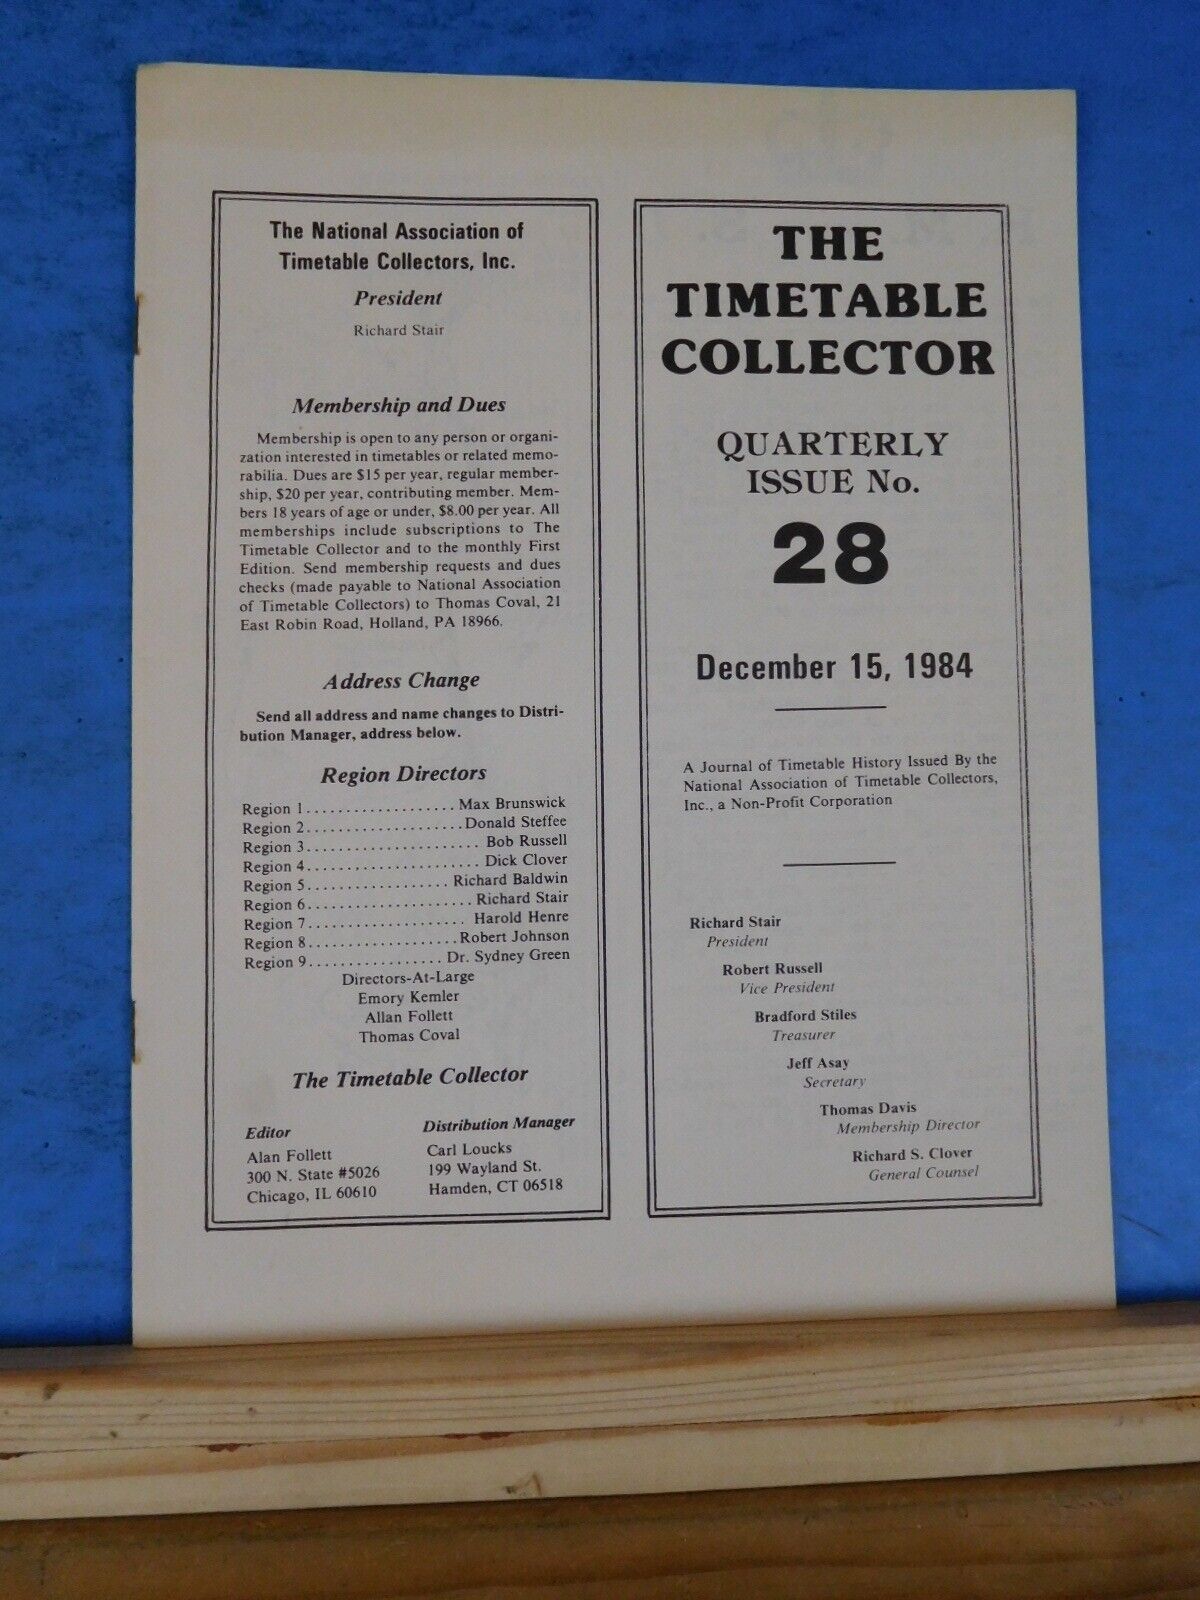 The National Association of
Timetable Collectors, Inc.
President
Richard Stair
Membership and Dues
Membership is open to any person or organi-
zation interested in timetables or related memo-
rabilia. Dues are $15 per year, regular member-
ship, $20 per year, contributing member. Mem-
bers 18 years of age or under, $8.00 per year. All
memberships include subscriptions to The
Timetable Collector and to the monthly First
Edition. Send membership requests and dues
checks (made payable to National Association
of Timetable Collectors) to Thomas Coval, 21
East Robin Road, Holland, PA 18966.
Address Change
Send all address and name changes to Distri-
bution Manager, address below.
Region Directors
Region 1................... Max Brunswick
Region 2....................Donald Steffee
Region 3...................... Bob Russell
Region 4...................... Dick Clover
Region 5.................. Richard Baldwin
Region 6..................... Richard Stair
Region 7.................... Harold Henre
Region 8...................Robert Johnson
Region 9................. Dr. Sydney Green
Directors-At-Large
Emory Kemler
Allan Follett
Thomas Coval
The Timetable Collector
Editor
Alan Follett
300 N. State #5026
Chicago, IL 60610
Distribution Manager
Carl Loucks
199 Wayland St.
Hamden, CT 06518
THE
TIMETABLE
COLLECTOR
QUARTERLY
ISSUE No.
28
December 15, 1984
A Journal of Timetable History Issued By the
National Association of Timetable Collectors,
Inc., a Non-Profit Corporation
Richard Stair
President
Robert Russell
Vice President
Bradford Stiles
Treasurer
Jeff Asay
Secretary
Thomas Davis
Membership Director
Richard S. Clover
General Counsel